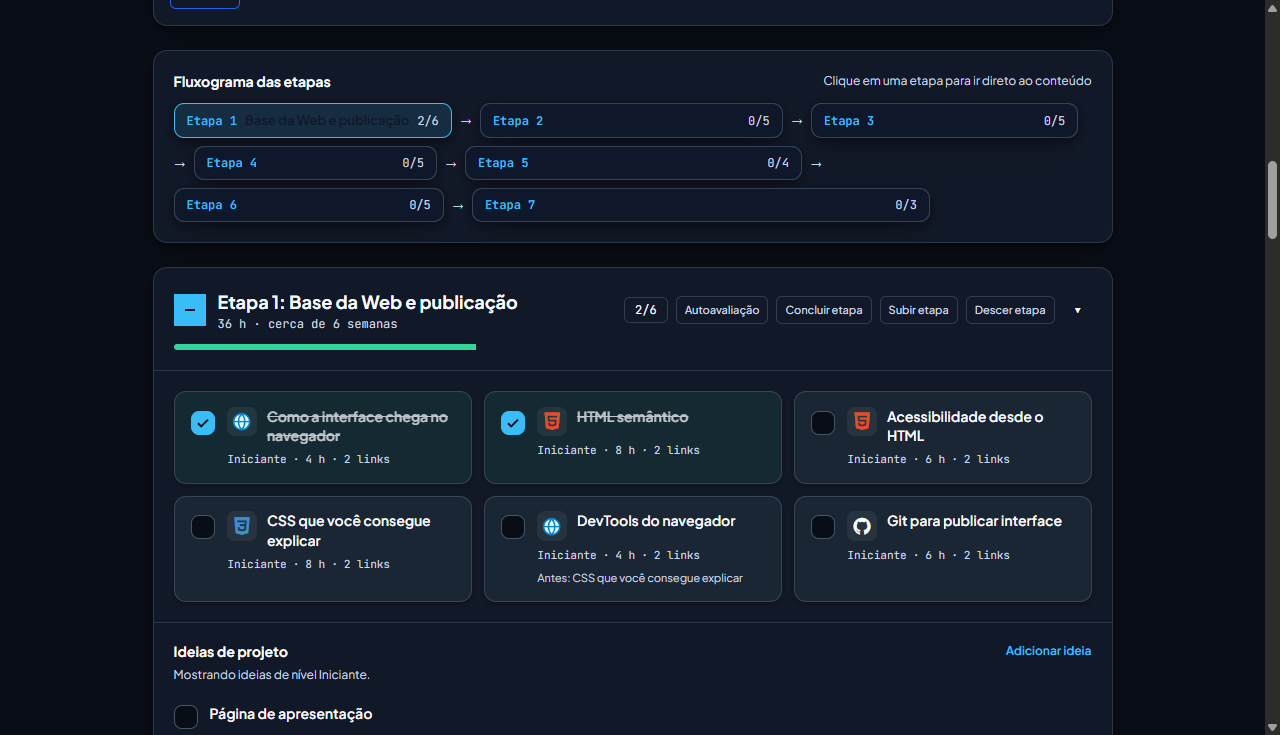 Fluxograma das etapas
Clique em uma etapa para ir direto ao conteúdo
Etapa 1 Base da Web e publicação 2/6 → Etapa 2 0/5 → Etapa 3 0/5
→ Etapa 4 0/5 → Etapa 5 0/4 →
Etapa 6 0/5 → Etapa 7 0/3
Etapa 1: Base da Web e publicação
36 h · cerca de 6 semanas
2/6 Autoavaliação Concluir etapa Subir etapa Descer etapa ▼
Como a interface chega no
navegador
Iniciante · 4 h · 2 links
HTML semântico
Iniciante · 8 h · 2 links
Acessibilidade desde o
HTML
Iniciante · 6 h · 2 links
CSS que você consegue
explicar
Iniciante · 8 h · 2 links
DevTools do navegador
Iniciante · 4 h · 2 links
Antes: CSS que você consegue explicar
Git para publicar interface
Iniciante · 6 h · 2 links
Ideias de projeto
Adicionar ideia
Mostrando ideias de nível Iniciante.
Página de apresentação